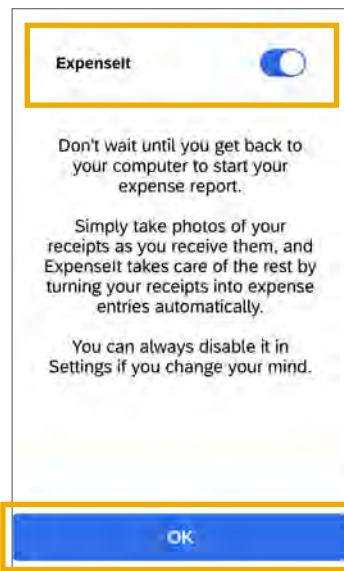 ExpenseIt
Don't wait until you get back to
your computer to start your
expense report.
Simply take photos of your
receipts as you receive them, and
ExpenseIt takes care of the rest by
turning your receipts into expense
entries automatically.
You can always disable it in
Settings if you change your mind.
OK